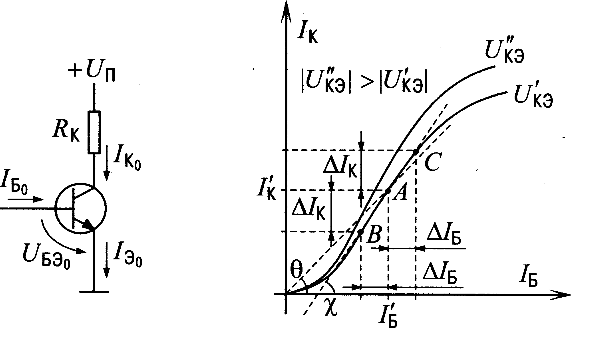 +U_П
R_К
I_К₀
I_Б₀
U_БЭ₀
I_Э₀
I_К
U″_КЭ
|U″_КЭ| > |U′_КЭ|
U′_КЭ
C
ΔI_К
I′_К
A
ΔI_К
B
ΔI_Б
θ
ΔI_Б
I_Б
χ
I′_Б